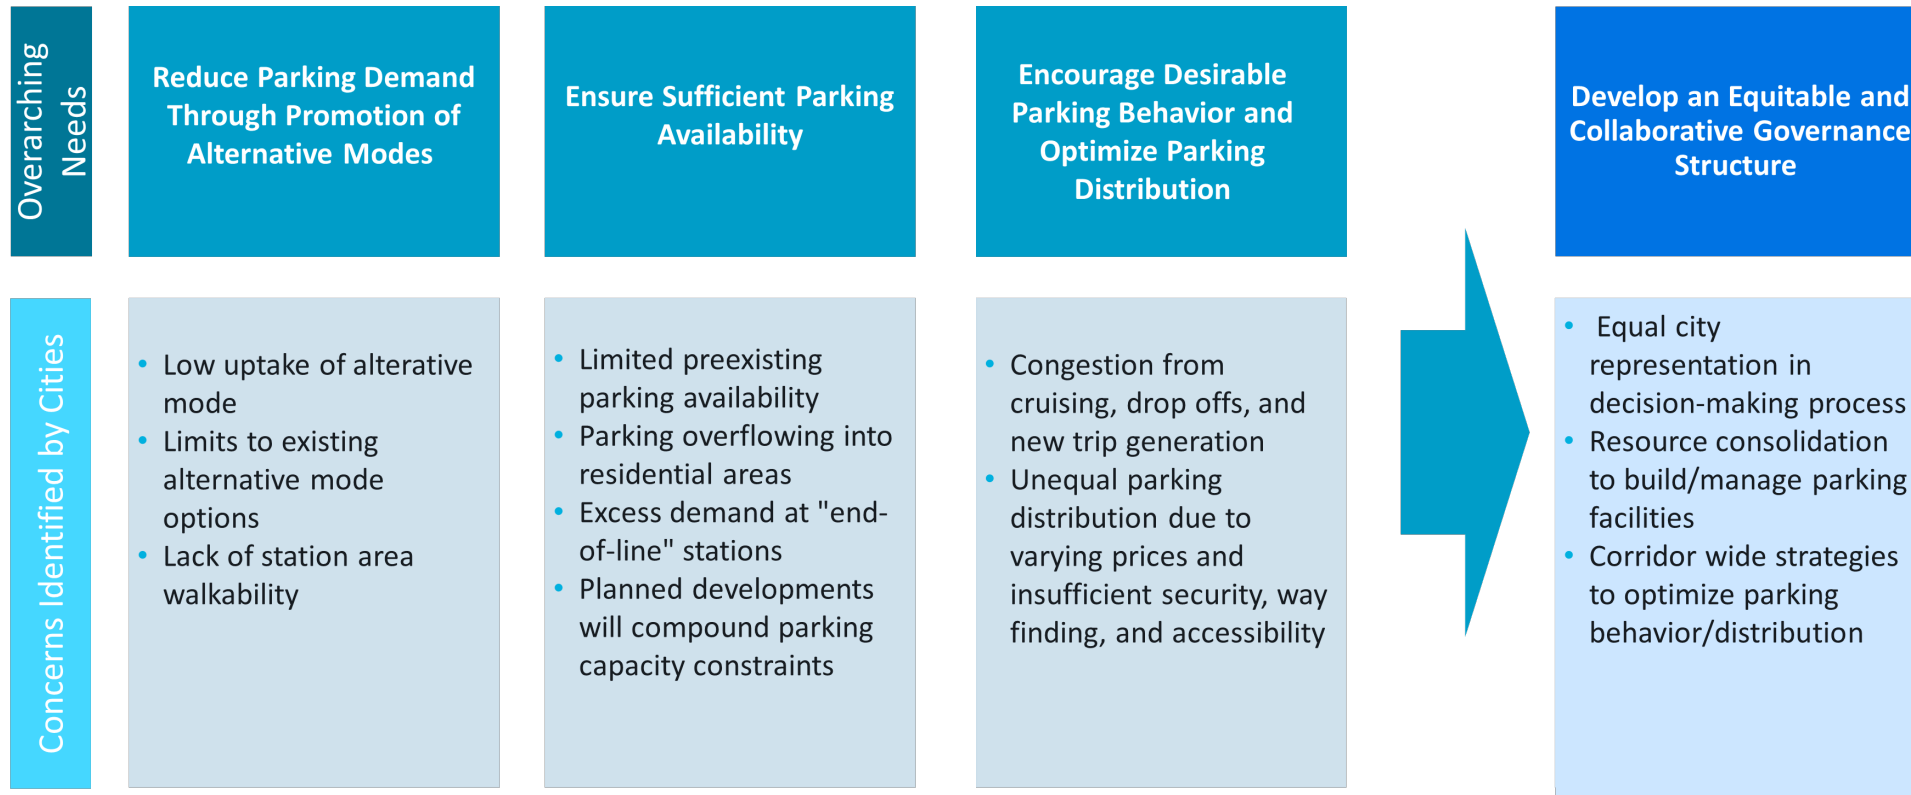 Overarching
Needs
Reduce Parking Demand
Through Promotion of
Alternative Modes
Ensure Sufficient Parking
Availability
Encourage Desirable
Parking Behavior and
Optimize Parking
Distribution
Develop an Equitable and
Collaborative Governance
Structure
Concerns Identified by Cities
• Low uptake of alterative
mode
• Limits to existing
alternative mode
options
• Lack of station area
walkability
• Limited preexisting
parking availability
• Parking overflowing into
residential areas
• Excess demand at "end-
of-line" stations
• Planned developments
will compound parking
capacity constraints
• Congestion from
cruising, drop offs, and
new trip generation
• Unequal parking
distribution due to
varying prices and
insufficient security, way
finding, and accessibility
• Equal city
representation in
decision-making process
• Resource consolidation
to build/manage parking
facilities
• Corridor wide strategies
to optimize parking
behavior/distribution